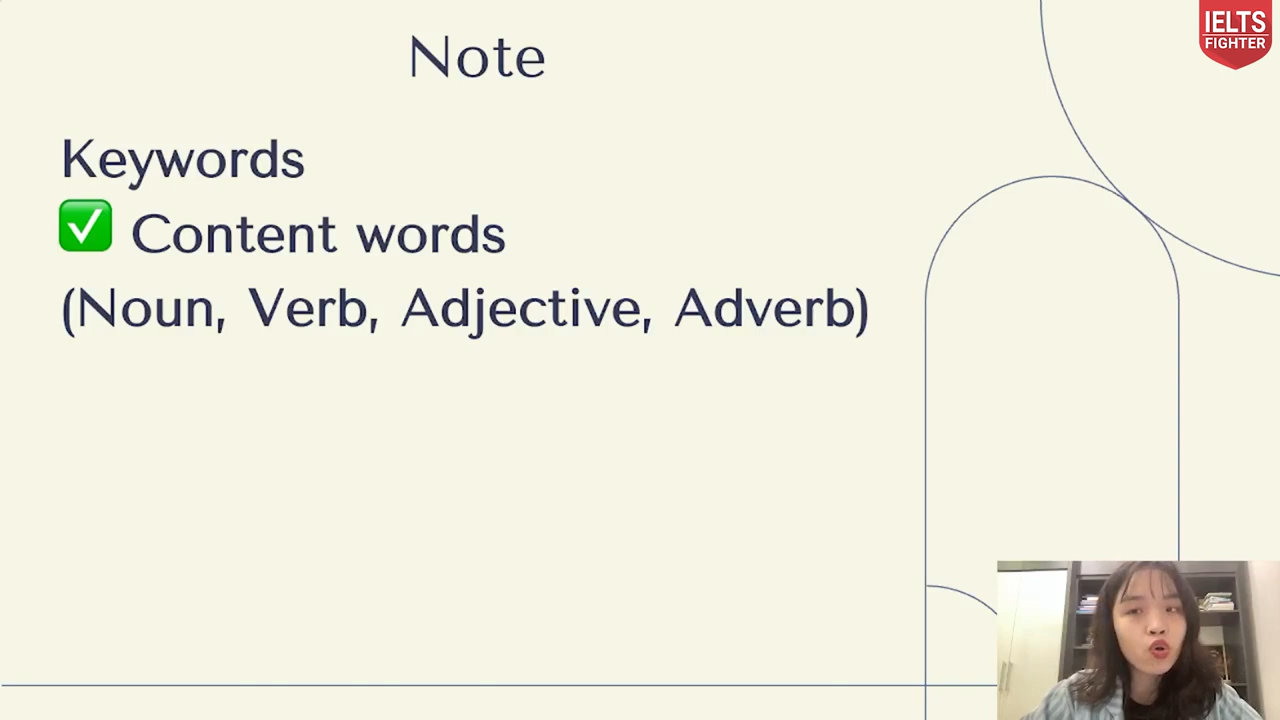 IELTS
FIGHTER
Note
Keywords
✅ Content words
(Noun, Verb, Adjective, Adverb)